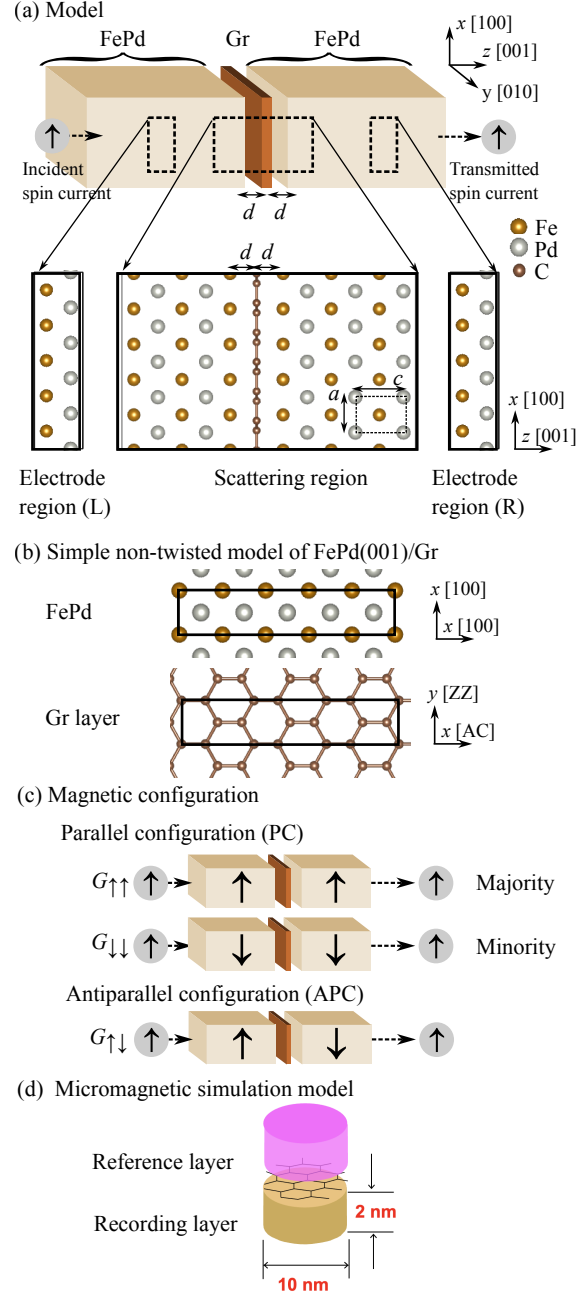 (a) Model
FePd Gr FePd
x [100]
z [001]
y [010]
Incident
spin current
Transmitted
spin current
d d
Fe
Pd
C
d d
a c
x [100]
z [001]
Electrode
region (L)
Scattering region
Electrode
region (R)
(b) Simple non-twisted model of FePd(001)/Gr
FePd
x [100]
x [100]
Gr layer
y [ZZ]
x [AC]
(c) Magnetic configuration
Parallel configuration (PC)
G↑↑ Majority
G↓↓ Minority
Antiparallel configuration (APC)
G↑↓
(d) Micromagnetic simulation model
Reference layer
Recording layer
2 nm
10 nm